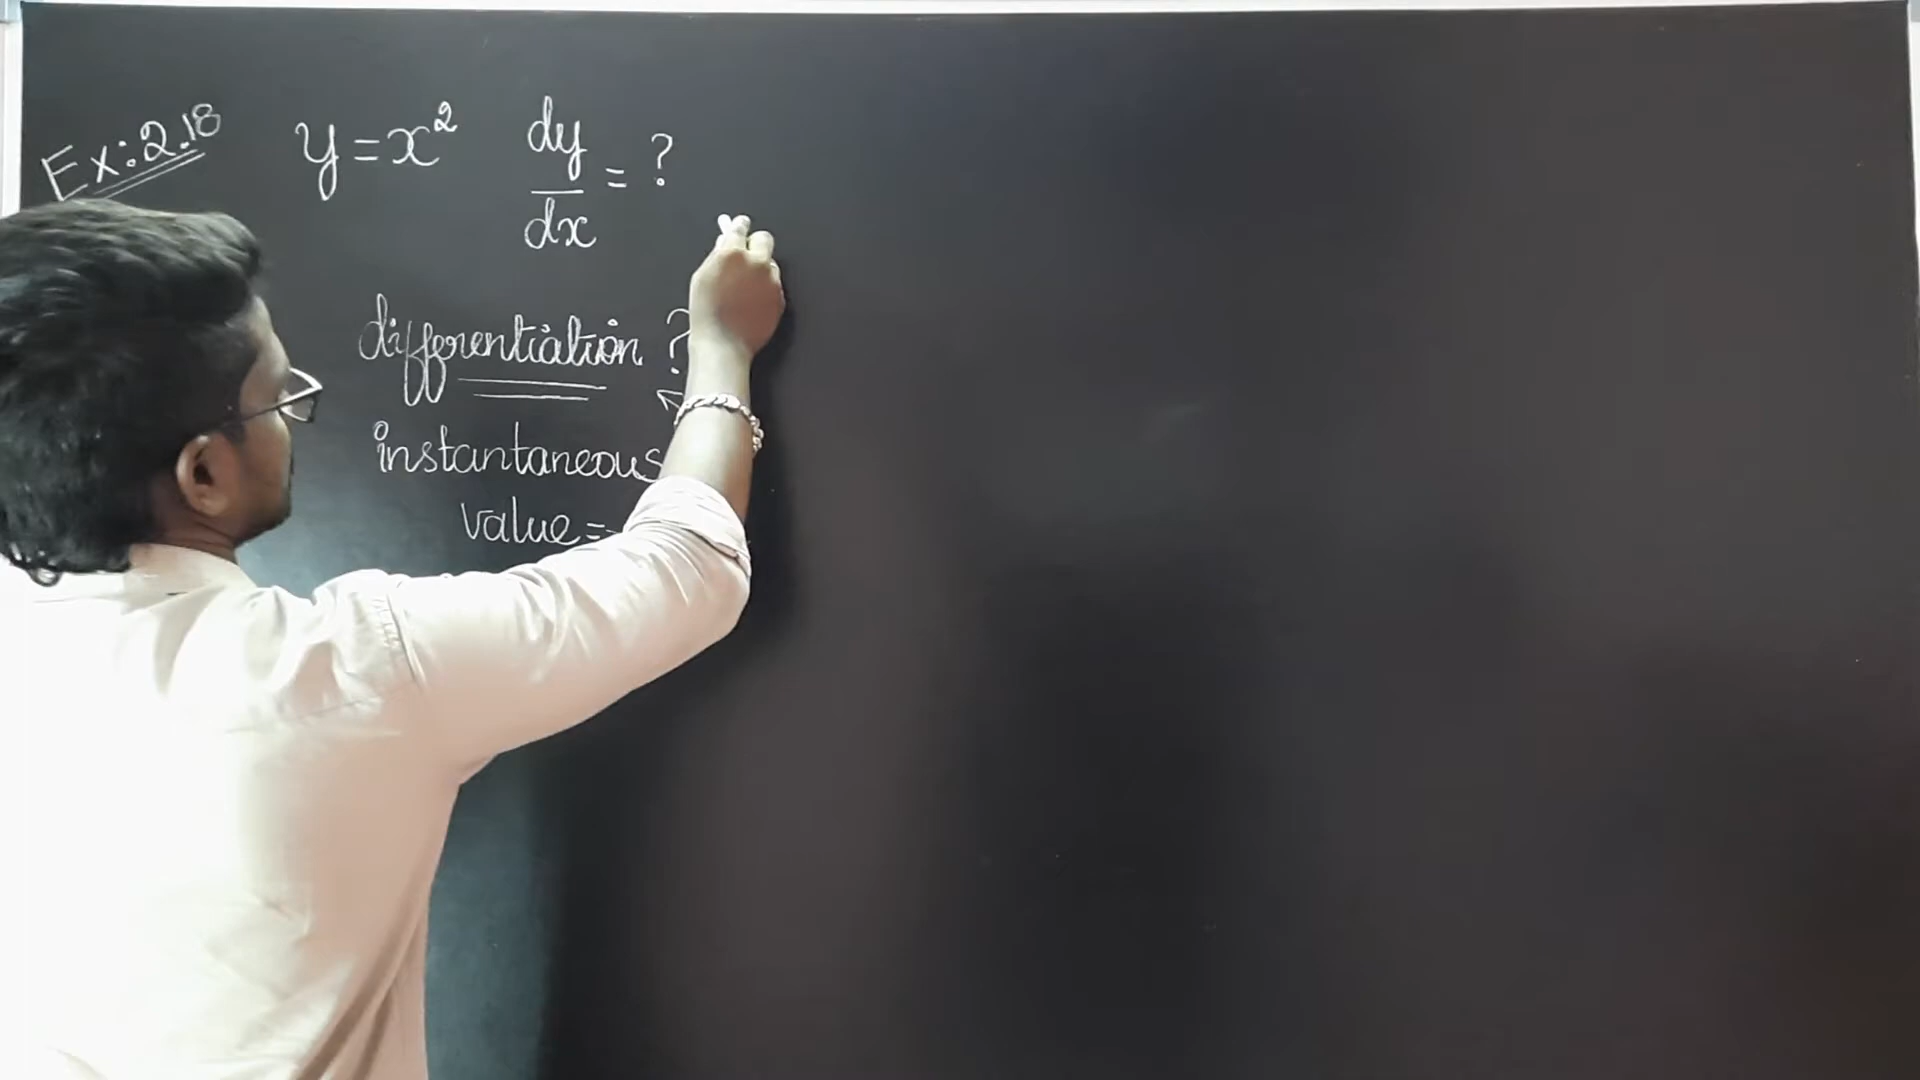 Ex:2.18
y = x² dy/dx = ?
differentiation ?
instantaneous
value =